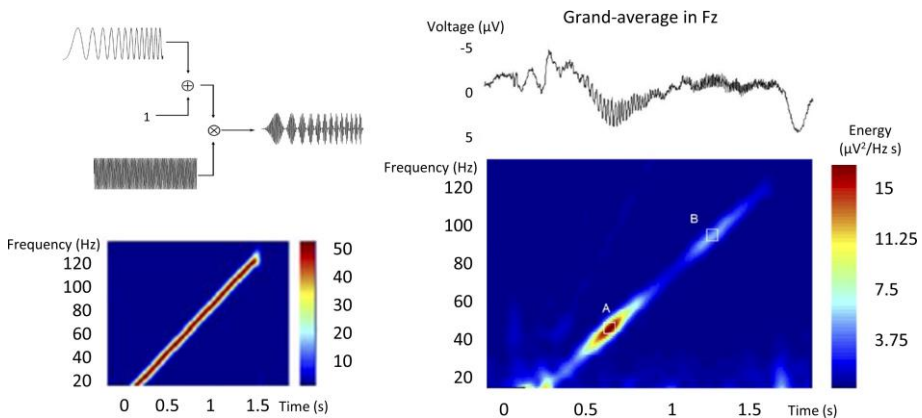 1
Frequency (Hz)
120
100
80
60
40
20
0 0.5 1 1.5 Time (s)
50
40
30
20
10
Grand-average in Fz
Voltage (µV)
-5
0
5
Frequency (Hz)
120
100
80
60
40
20
A
B
0 0.5 1 1.5 Time (s)
Energy
(µV²/Hz s)
15
11.25
7.5
3.75